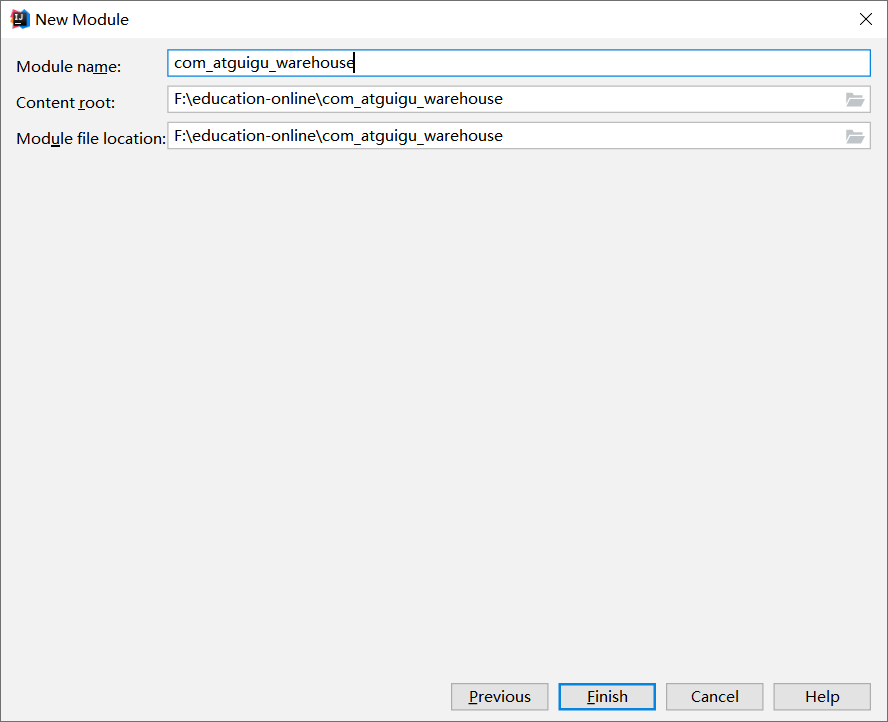 New Module
Module name: com_atguigu_warehouse
Content root: F:\education-online\com_atguigu_warehouse
Module file location: F:\education-online\com_atguigu_warehouse
Previous Finish Cancel Help